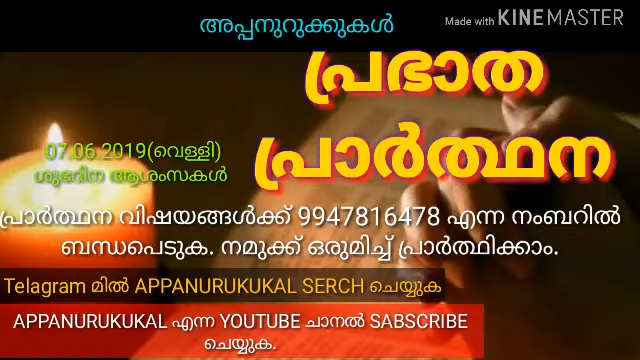 അപ്പനുറുക്കുകൾ
Made with KINEMASTER
പ്രഭാത
പ്രാർത്ഥന
07.06.2019(വെള്ളി)
ശുഭദിന ആശംസകൾ
പ്രാർത്ഥന വിഷയങ്ങൾക്ക് 9947816478 എന്ന നംബറിൽ
ബന്ധപെടുക. നമുക്ക് ഒരുമിച്ച് പ്രാർത്ഥിക്കാം.
Telagram മിൽ APPANURUKUKAL SERCH ചെയ്യുക
APPANURUKUKAL എന്ന YOUTUBE ചാനൽ SABSCRIBE
ചെയ്യുക.